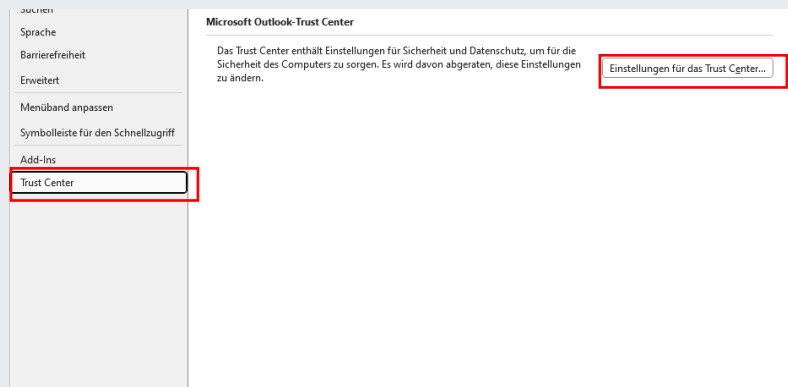 Suchen
Sprache
Barrierefreiheit
Erweitert
Menüband anpassen
Symbolleiste für den Schnellzugriff
Add-Ins
Trust Center
Microsoft Outlook-Trust Center
Das Trust Center enthält Einstellungen für Sicherheit und Datenschutz, um für die
Sicherheit des Computers zu sorgen. Es wird davon abgeraten, diese Einstellungen
zu ändern.
Einstellungen für das Trust Center...